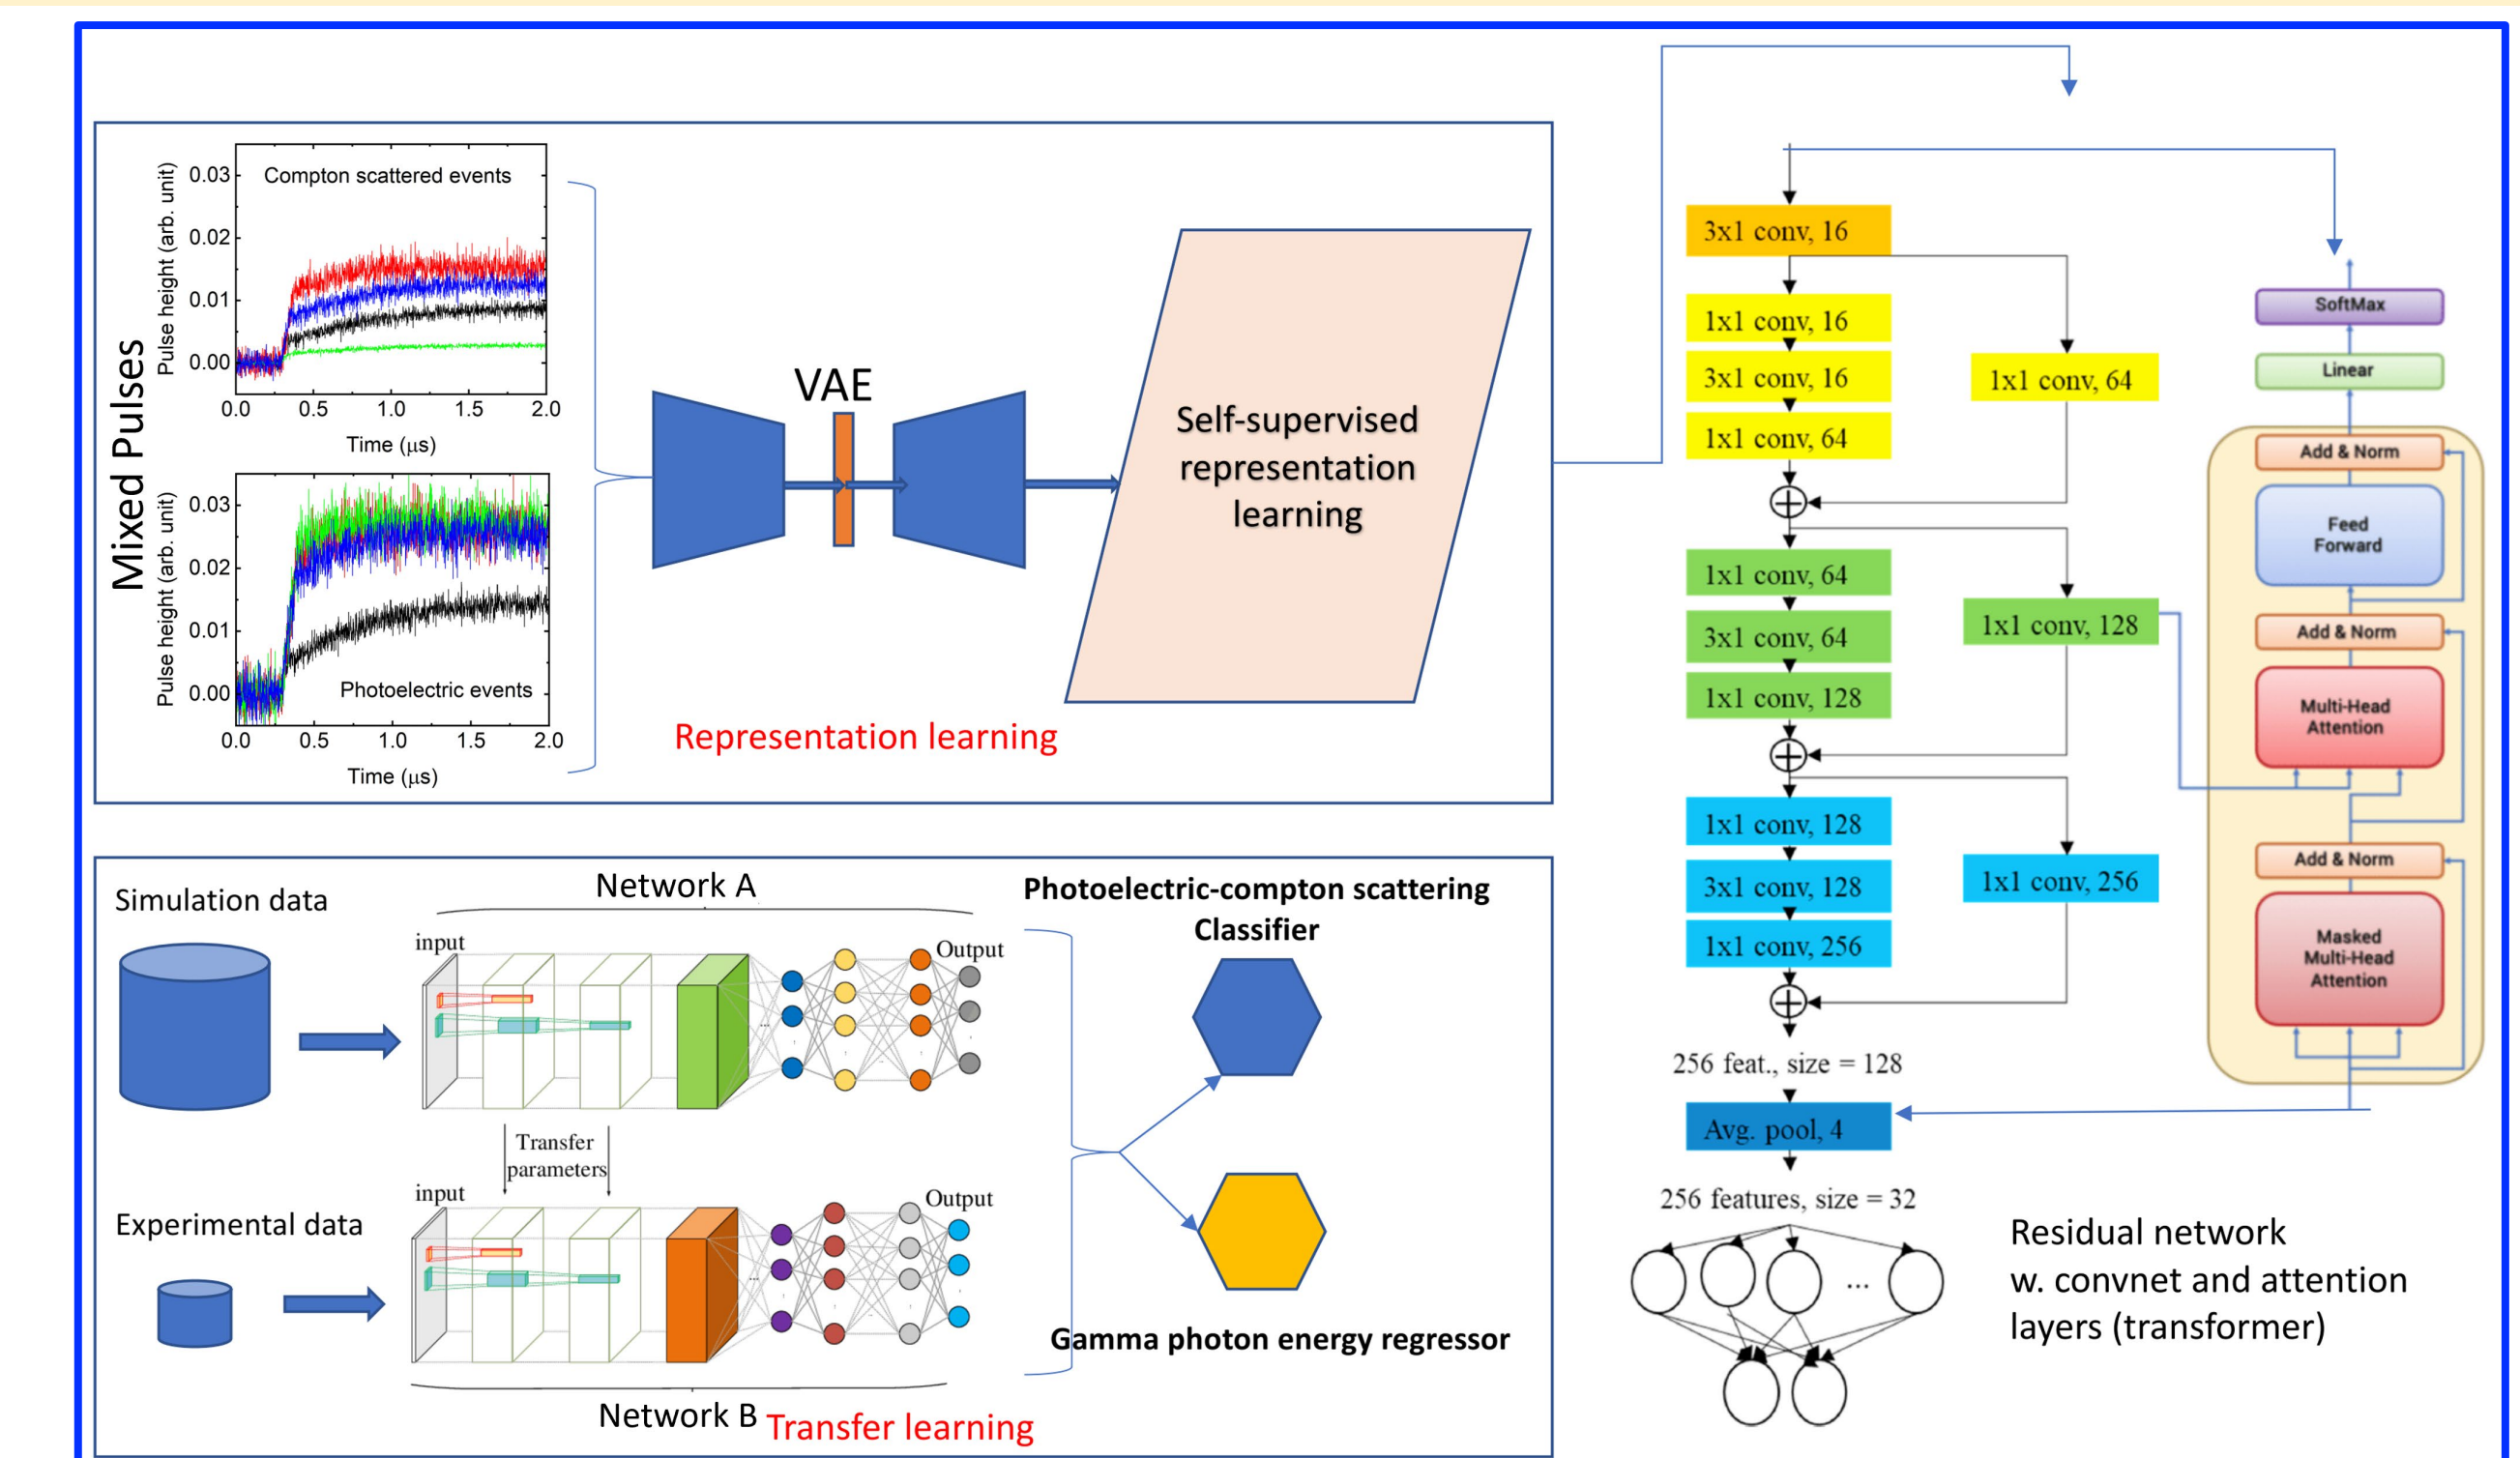 Mixed Pulses
Pulse height (arb. unit)
Compton scattered events
0.03
0.02
0.01
0.00
0.0 0.5 1.0 1.5 2.0
Time (μs)
Pulse height (arb. unit)
0.03
0.02
0.01
0.00
Photoelectric events
0.0 0.5 1.0 1.5 2.0
Time (μs)
VAE
Self-supervised
representation
learning
Representation learning
Simulation data
Network A
input
Output
Transfer
parameters
Experimental data
input
Output
Network B
Transfer learning
Photoelectric-compton scattering
Classifier
Gamma photon energy regressor
3x1 conv, 16
1x1 conv, 16
3x1 conv, 16
1x1 conv, 64
1x1 conv, 64
1x1 conv, 64
3x1 conv, 64
1x1 conv, 128
1x1 conv, 128
1x1 conv, 128
3x1 conv, 128
1x1 conv, 256
1x1 conv, 256
256 feat., size = 128
Avg. pool, 4
256 features, size = 32
...
SoftMax
Linear
Add & Norm
Feed
Forward
Add & Norm
Multi-Head
Attention
Add & Norm
Masked
Multi-Head
Attention
Residual network
w. convnet and attention
layers (transformer)